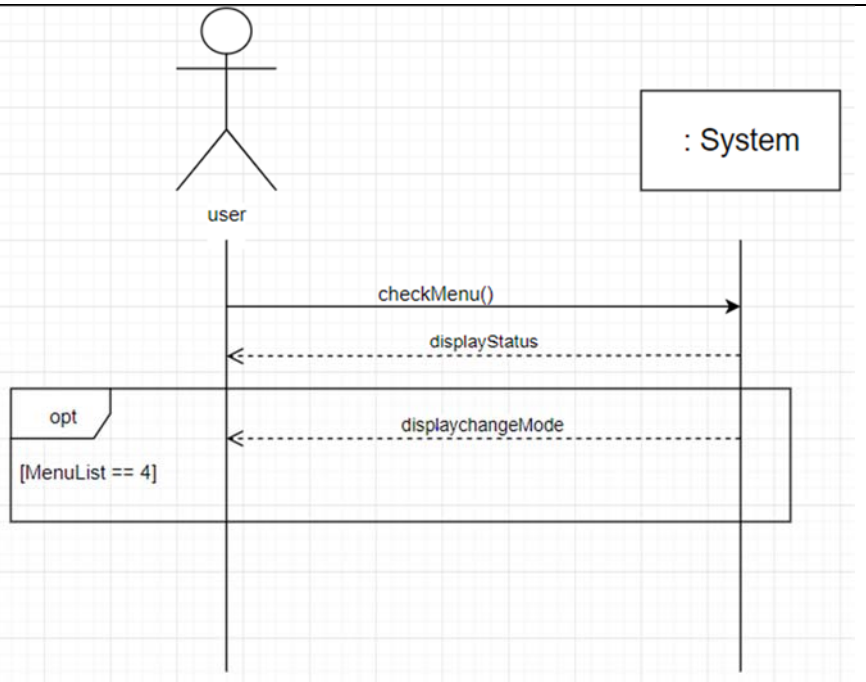 : System
user
checkMenu()
displayStatus
opt
displaychangeMode
[MenuList == 4]